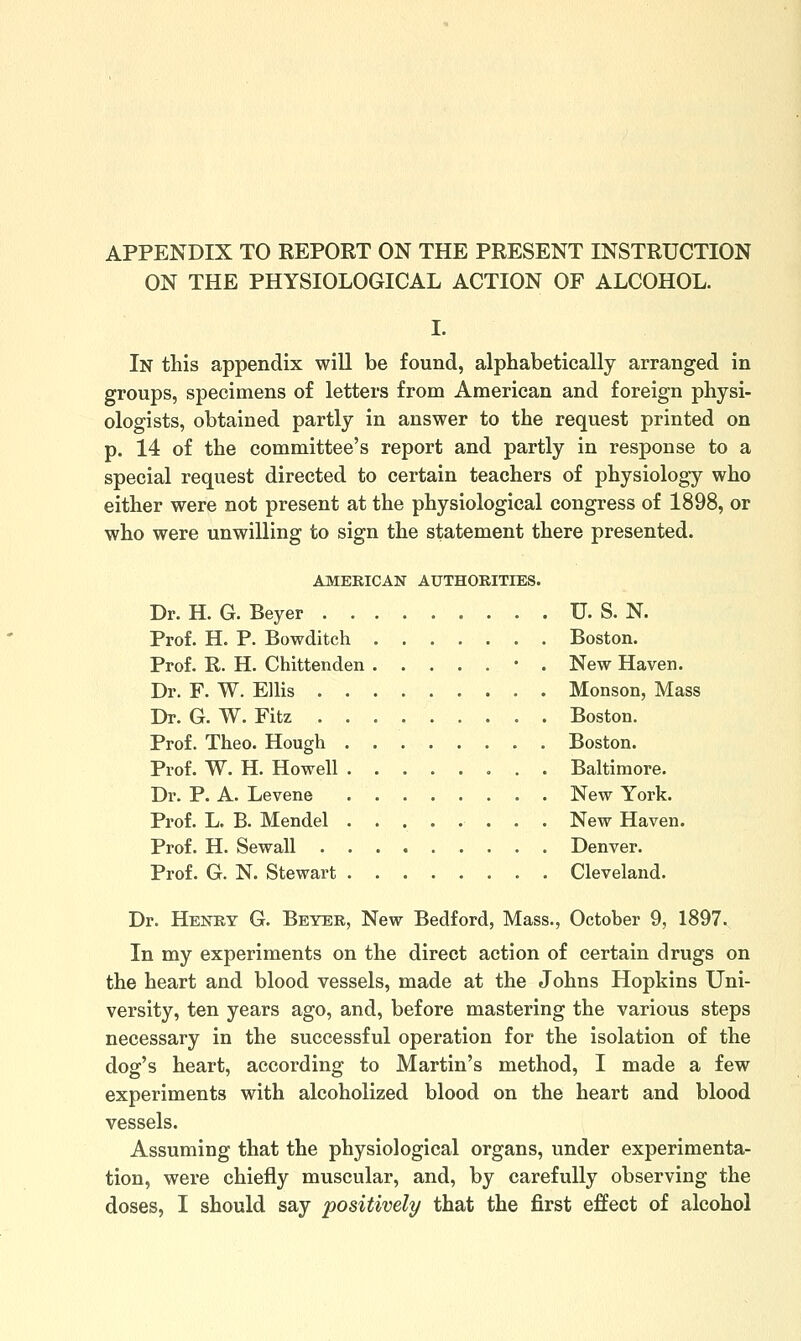 APPENDIX TO REPORT ON THE PRESENT INSTRUCTION
ON THE PHYSIOLOGICAL ACTION OF ALCOHOL.
I.
In this appendix will be found, alphabetically arranged in
groups, specimens of letters from American and foreign physi-
ologists, obtained partly in answer to the request printed on
p. 14 of the committee's report and partly in response to a
special request directed to certain teachers of physiology who
either were not present at the physiological congress of 1898, or
who were unwilling to sign the statement there presented.
AMERICAN AUTHORITIES.
Dr. H. G. Beyer . . . . . . . . . . U. S. N.
Prof. H. P. Bowditch . . . . . . . Boston.
Prof. R. H. Chittenden . . . . . . . New Haven.
Dr. F. W. Ellis . . . . . . . . . . Monson, Mass
Dr. G. W. Fitz . . . . . . . . . . Boston.
Prof. Theo. Hough . . . . . . . . Boston.
Prof. W. H. Howell . . . . . . . . Baltimore.
Dr. P. A. Levene . . . . . . . . New York.
Prof. L. B. Mendel . . . . . . . . New Haven.
Prof. H. Sewall . . . . . . . . . Denver.
Prof. G. N. Stewart . . . . . . . . Cleveland.
Dr. Henry G. Beyer, New Bedford, Mass., October 9, 1897.
In my experiments on the direct action of certain drugs on
the heart and blood vessels, made at the Johns Hopkins Uni-
versity, ten years ago, and, before mastering the various steps
necessary in the successful operation for the isolation of the
dog's heart, according to Martin's method, I made a few
experiments with alcoholized blood on the heart and blood
vessels.
Assuming that the physiological organs, under experimenta-
tion, were chiefly muscular, and, by carefully observing the
doses, I should say positively that the first effect of alcohol